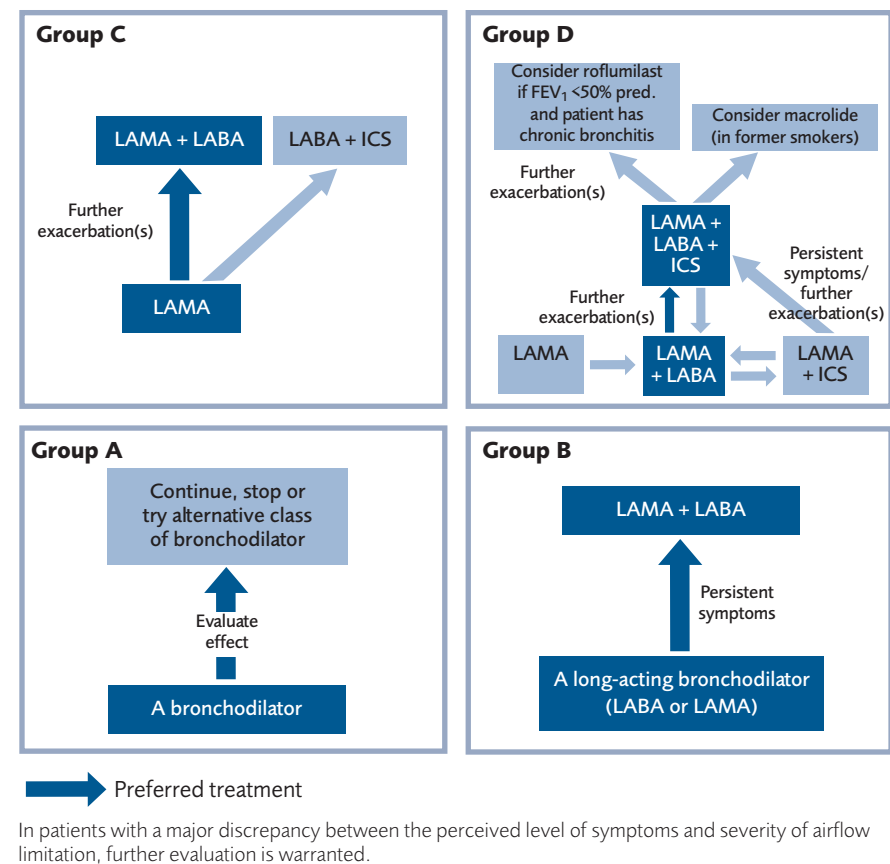 Group C
LAMA + LABA
LABA + ICS
Further
exacerbation(s)
LAMA
Group D
Consider roflumilast
if FEV1 <50% pred.
and patient has
chronic bronchitis
Consider macrolide
(in former smokers)
Further
exacerbation(s)
LAMA +
LABA +
ICS
Persistent
symptoms/
further
exacerbation(s)
Further
exacerbation(s)
LAMA
LAMA
+ LABA
LAMA
+ ICS
Group A
Continue, stop or
try alternative class
of bronchodilator
Evaluate
effect
A bronchodilator
Group B
LAMA + LABA
Persistent
symptoms
A long-acting bronchodilator
(LABA or LAMA)
Preferred treatment
In patients with a major discrepancy between the perceived level of symptoms and severity of airflow
limitation, further evaluation is warranted.